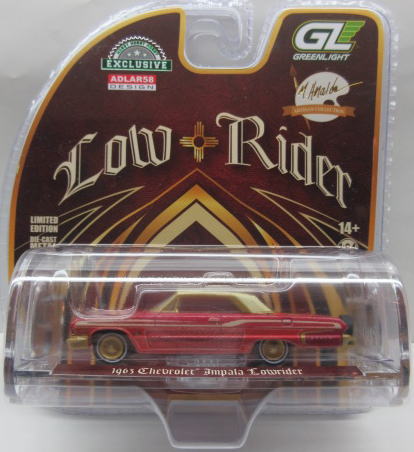 EXCLUSIVE
ADLAR58
DESIGN
GL
GREENLIGHT
Low Rider
LIMITED
EDITION
DIE-CAST
METAL
14+
1963 Chevrolet Impala Lowrider